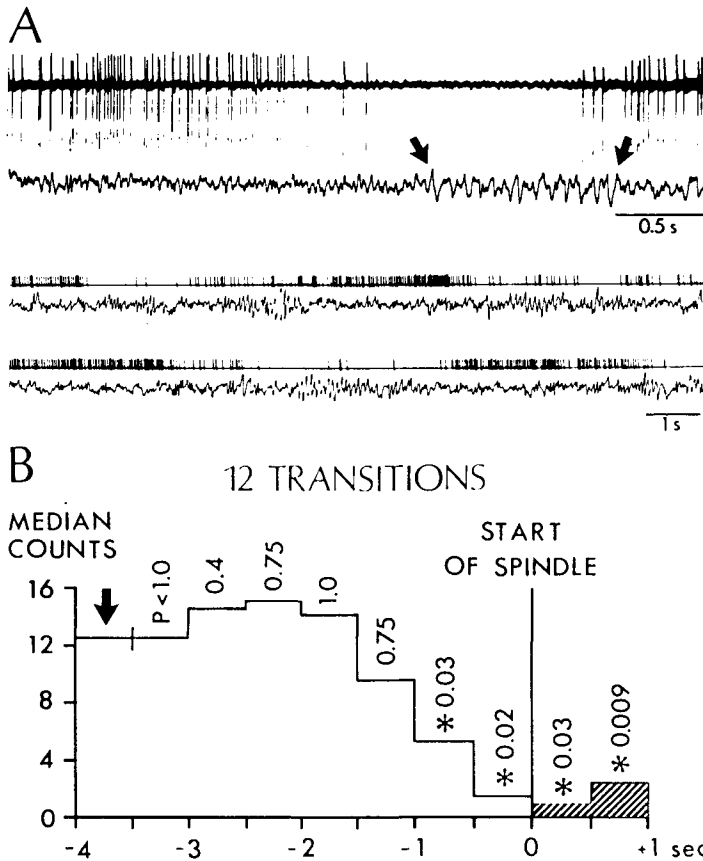 A
0.5 s
1 s
B
12 TRANSITIONS
MEDIAN
COUNTS
START
OF SPINDLE
P < 1.0
0.4
0.75
1.0
0.75
* 0.03
* 0.02
* 0.03
* 0.009
16
12
8
4
0
-4
-3
-2
-1
0
+1 sec